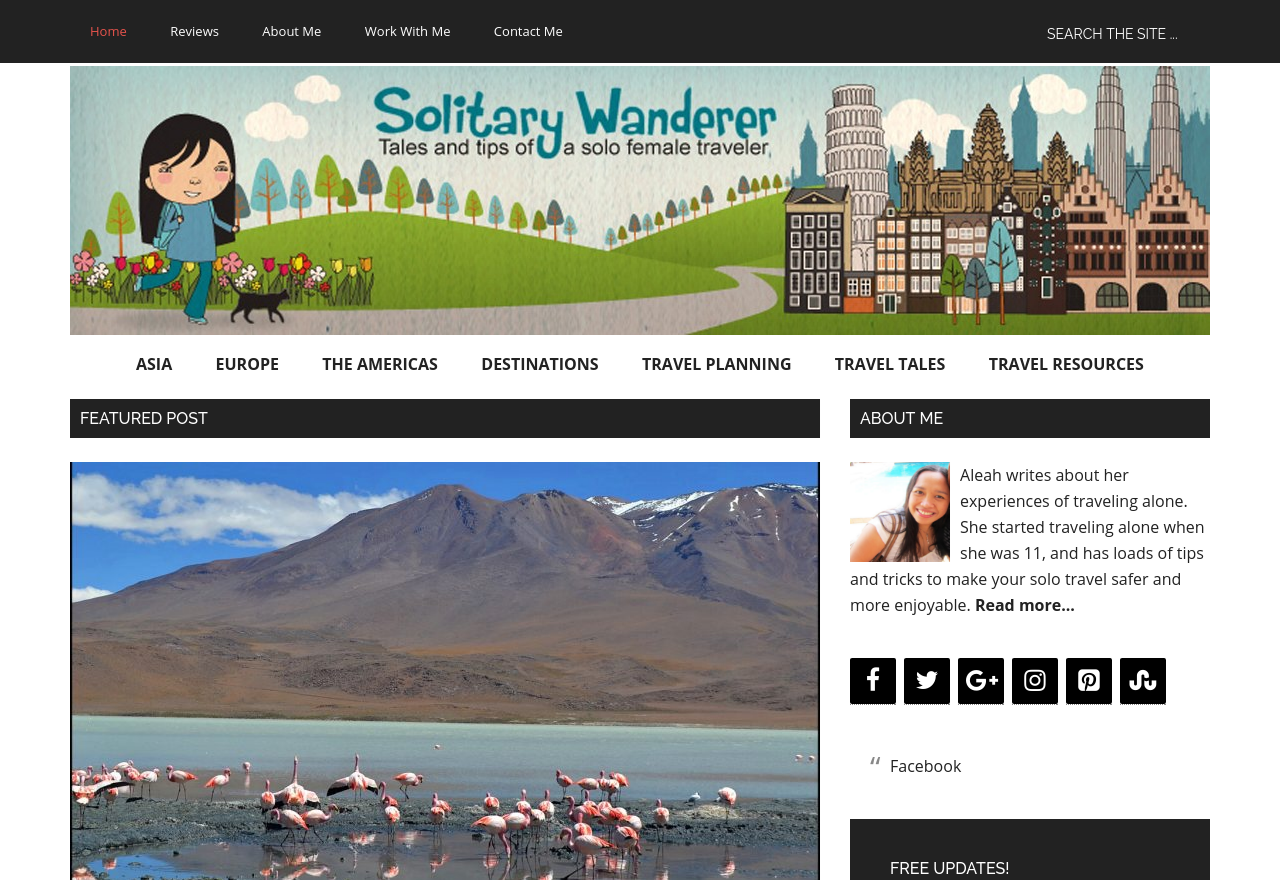 Home Reviews About Me Work With Me Contact Me SEARCH THE SITE ...
Solitary Wanderer
Tales and tips of a solo female traveler
ASIA EUROPE THE AMERICAS DESTINATIONS TRAVEL PLANNING TRAVEL TALES TRAVEL RESOURCES
FEATURED POST
ABOUT ME
Aleah writes about her
experiences of traveling alone.
She started traveling alone when
she was 11, and has loads of tips
and tricks to make your solo travel safer and
more enjoyable. Read more...
“ Facebook
FREE UPDATES!